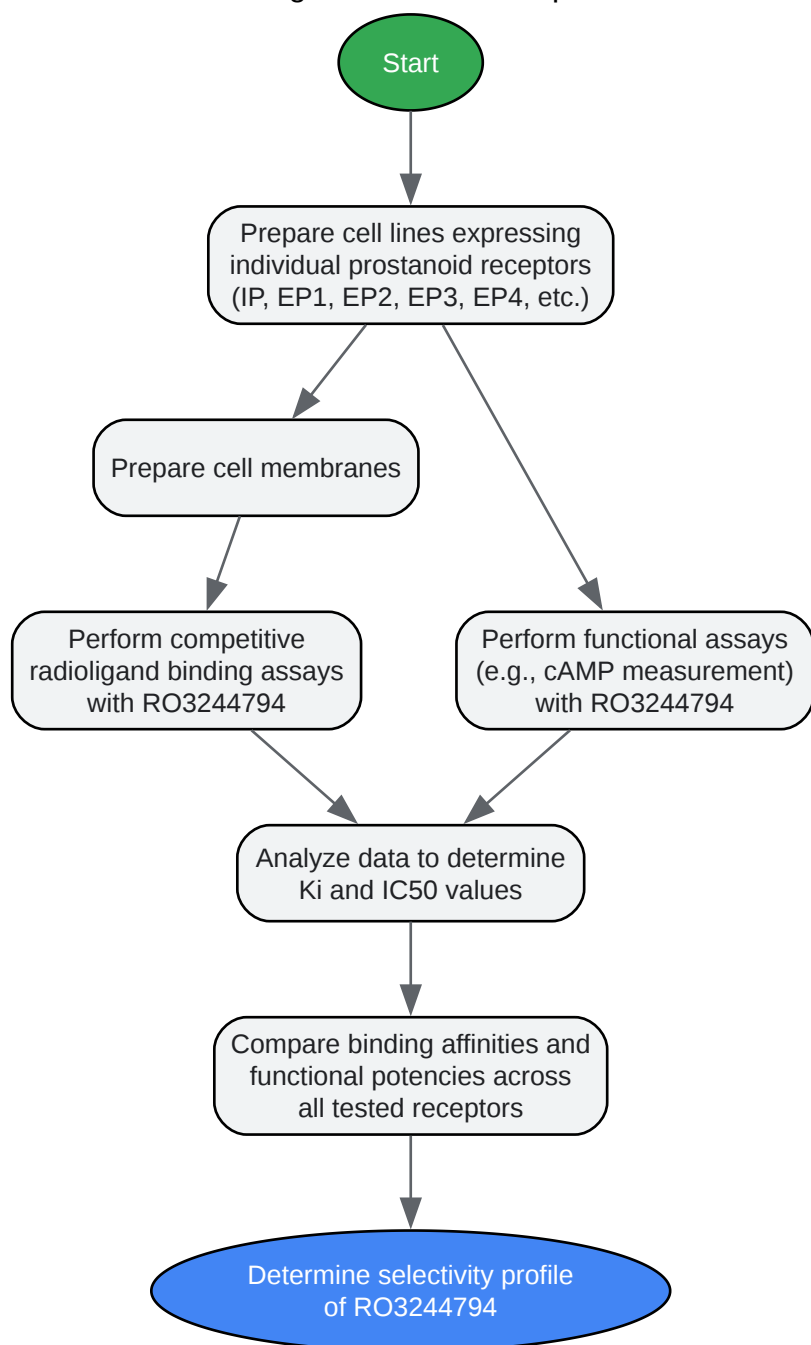 Start
Prepare cell lines expressing
individual prostanoid receptors
(IP, EP1, EP2, EP3, EP4, etc.)
Prepare cell membranes
Perform competitive
radioligand binding assays
with RO3244794
Perform functional assays
(e.g., cAMP measurement)
with RO3244794
Analyze data to determine
Ki and IC50 values
Compare binding affinities and
functional potencies across
all tested receptors
Determine selectivity profile
of RO3244794